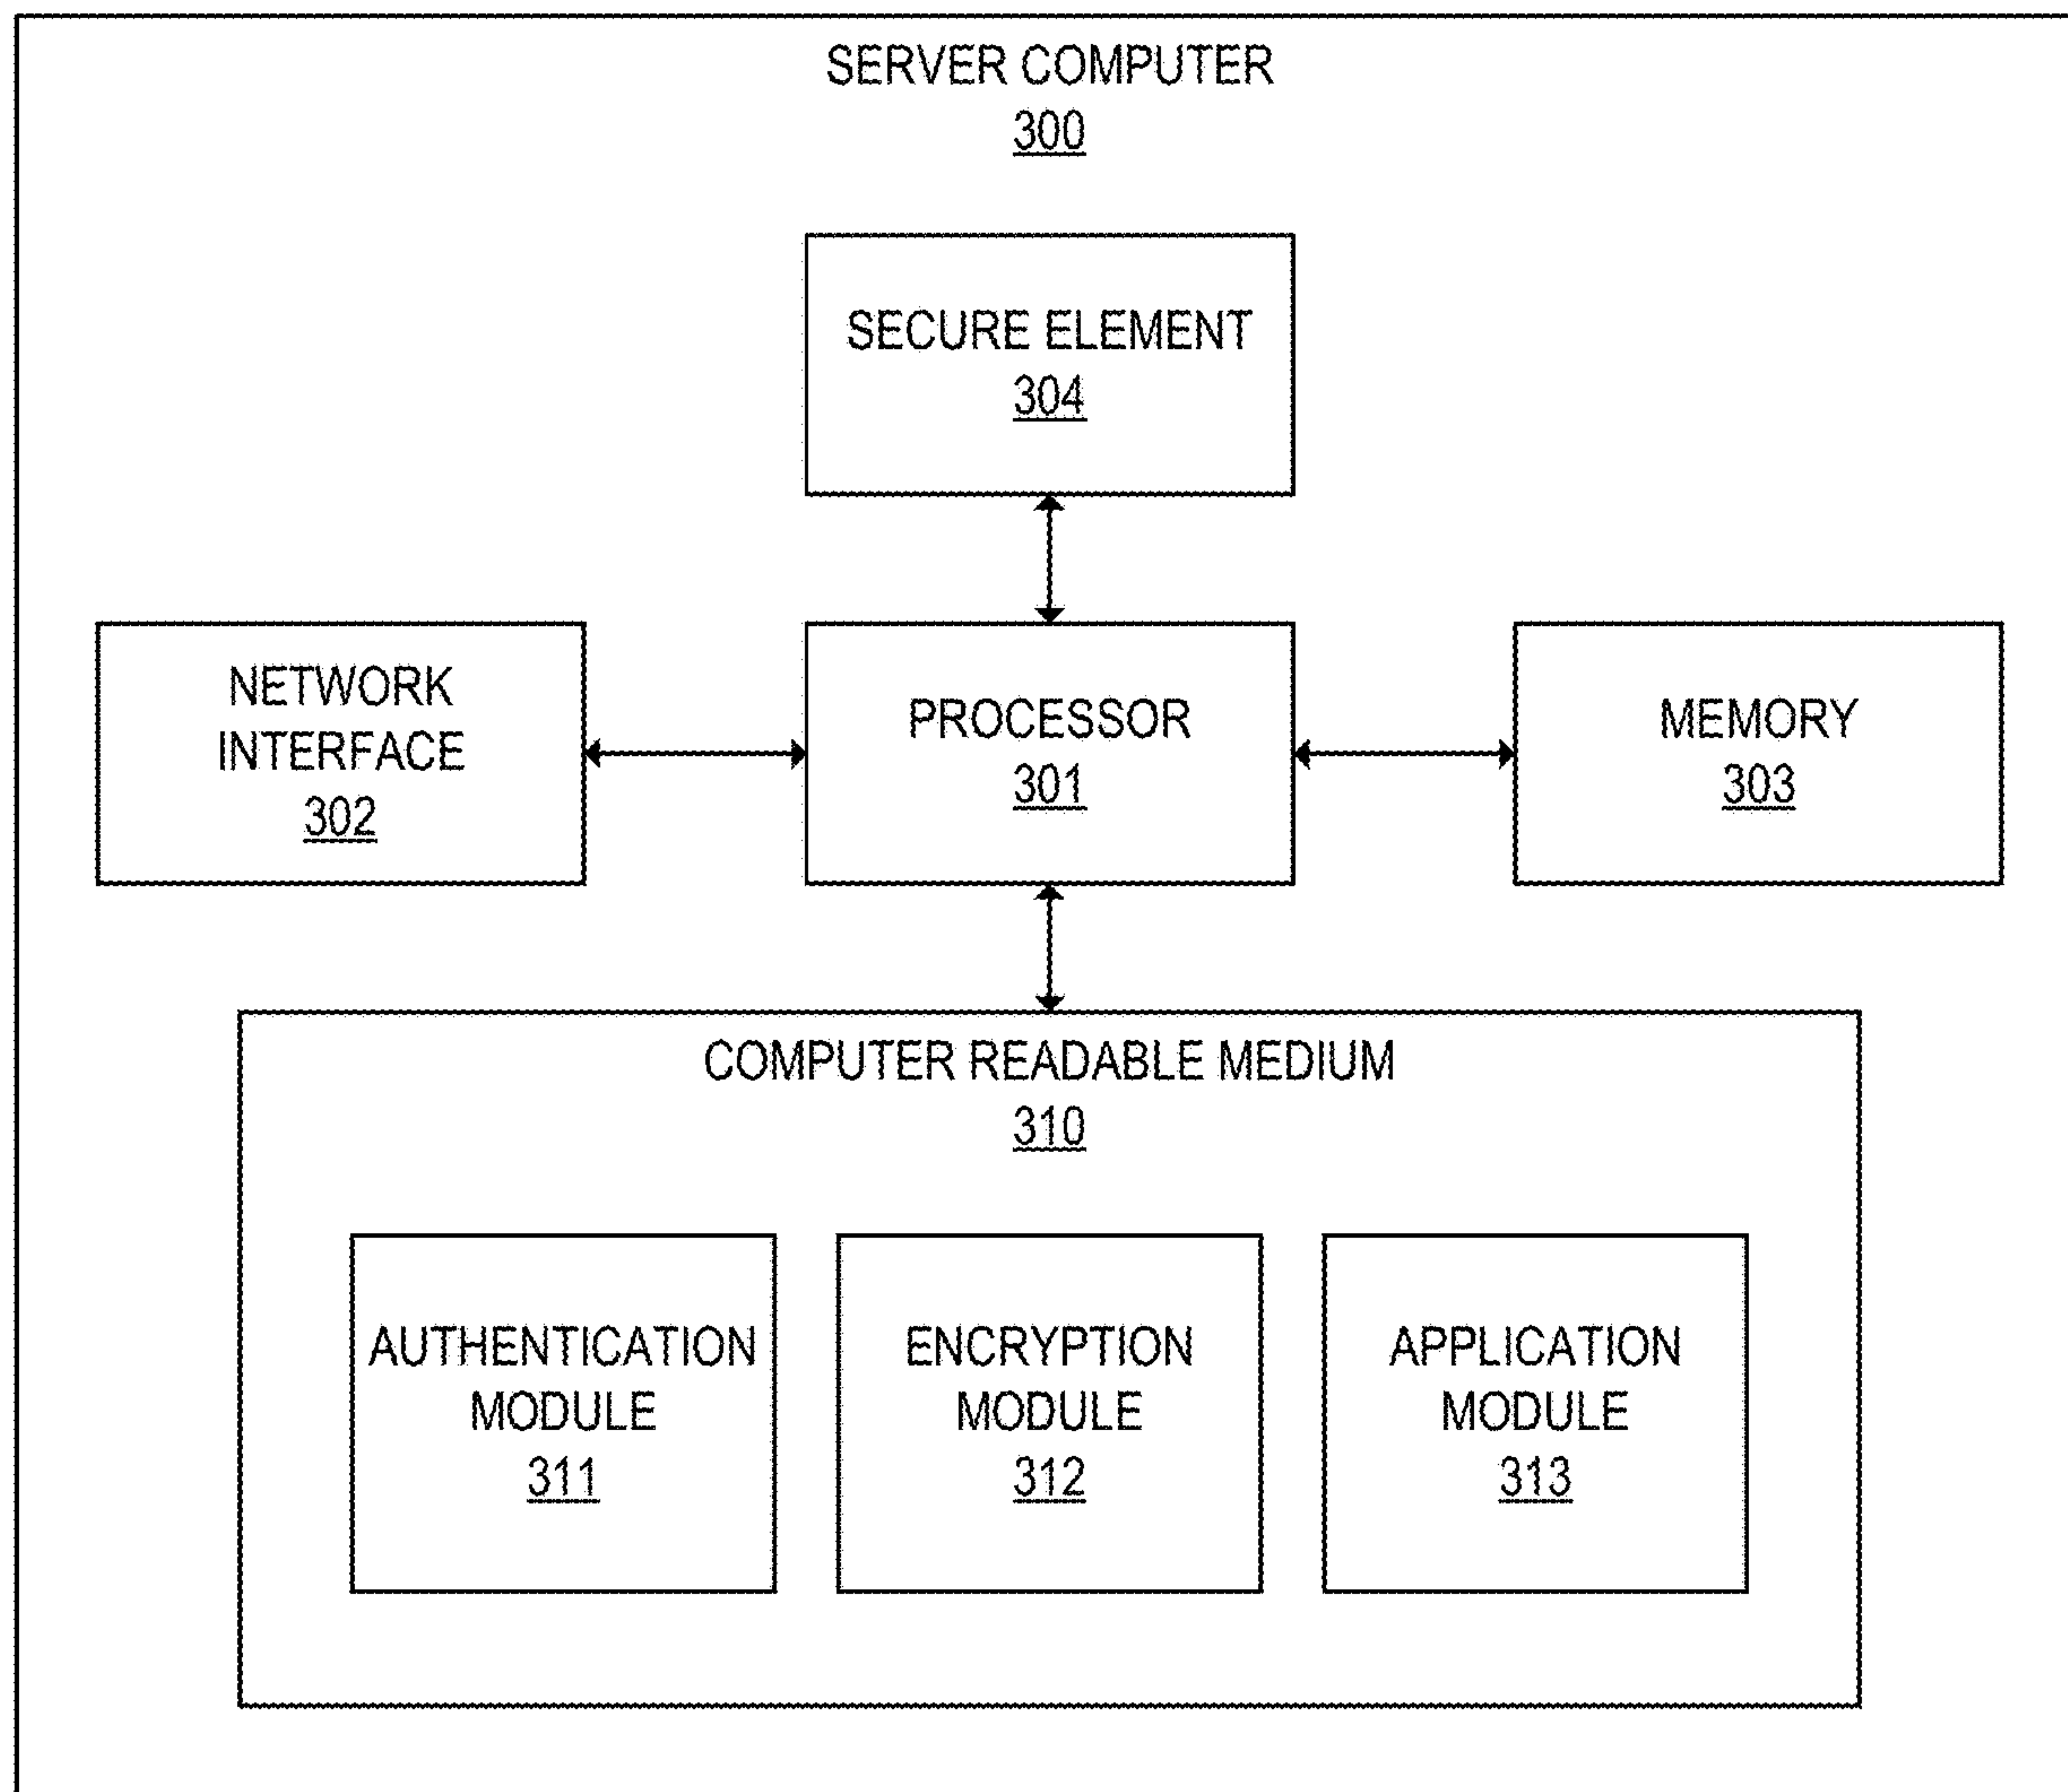 SERVER COMPUTER
300
SECURE ELEMENT
304
NETWORK
INTERFACE
302
PROCESSOR
301
MEMORY
303
COMPUTER READABLE MEDIUM
310
AUTHENTICATION
MODULE
311
ENCRYPTION
MODULE
312
APPLICATION
MODULE
313